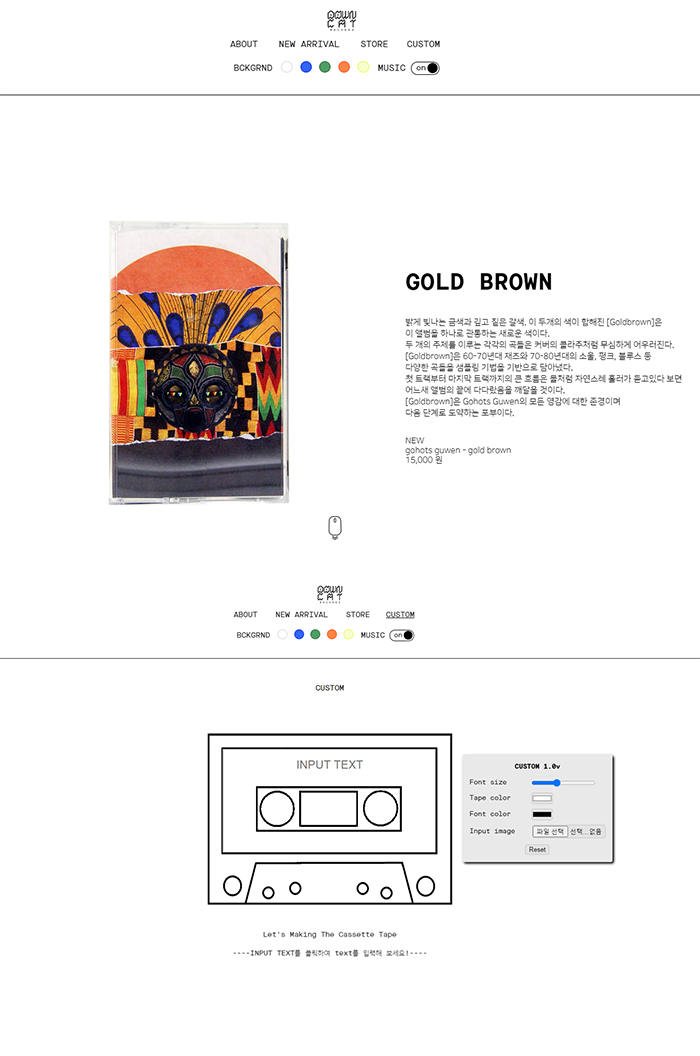 DOWN
CAT
RECORDS
ABOUT NEW ARRIVAL STORE CUSTOM
BCKGRND MUSIC on
GOLD BROWN
밝게 빛나는 금색과 깊고 짙은 갈색, 이 두개의 색이 합해진 [Goldbrown]은
이 앨범을 하나로 관통하는 새로운 색이다.
두 개의 주제를 이루는 각각의 곡들은 커버의 콜라주처럼 무심하게 어우러진다.
[Goldbrown]은 60-70년대 재즈와 70-80년대의 소울, 펑크, 블루스 등
다양한 곡들을 샘플링 기법을 기반으로 담아냈다.
첫 트랙부터 마지막 트랙까지의 큰 흐름은 물처럼 자연스레 흘러가 듣고있다 보면
어느새 앨범의 끝에 다다랐음을 깨달을 것이다.
[Goldbrown]은 Gohots Guwen의 모든 영감에 대한 존경이며
다음 단계로 도약하는 포부이다.
NEW
gohots guwen - gold brown
15,000 원
DOWN
CAT
RECORDS
ABOUT NEW ARRIVAL STORE CUSTOM
BCKGRND MUSIC on
CUSTOM
INPUT TEXT
CUSTOM 1.0v
Font size
Tape color
Font color
Input image 파일 선택 선택...없음
Reset
Let's Making The Cassette Tape
----INPUT TEXT를 클릭하여 text를 입력해 보세요!----